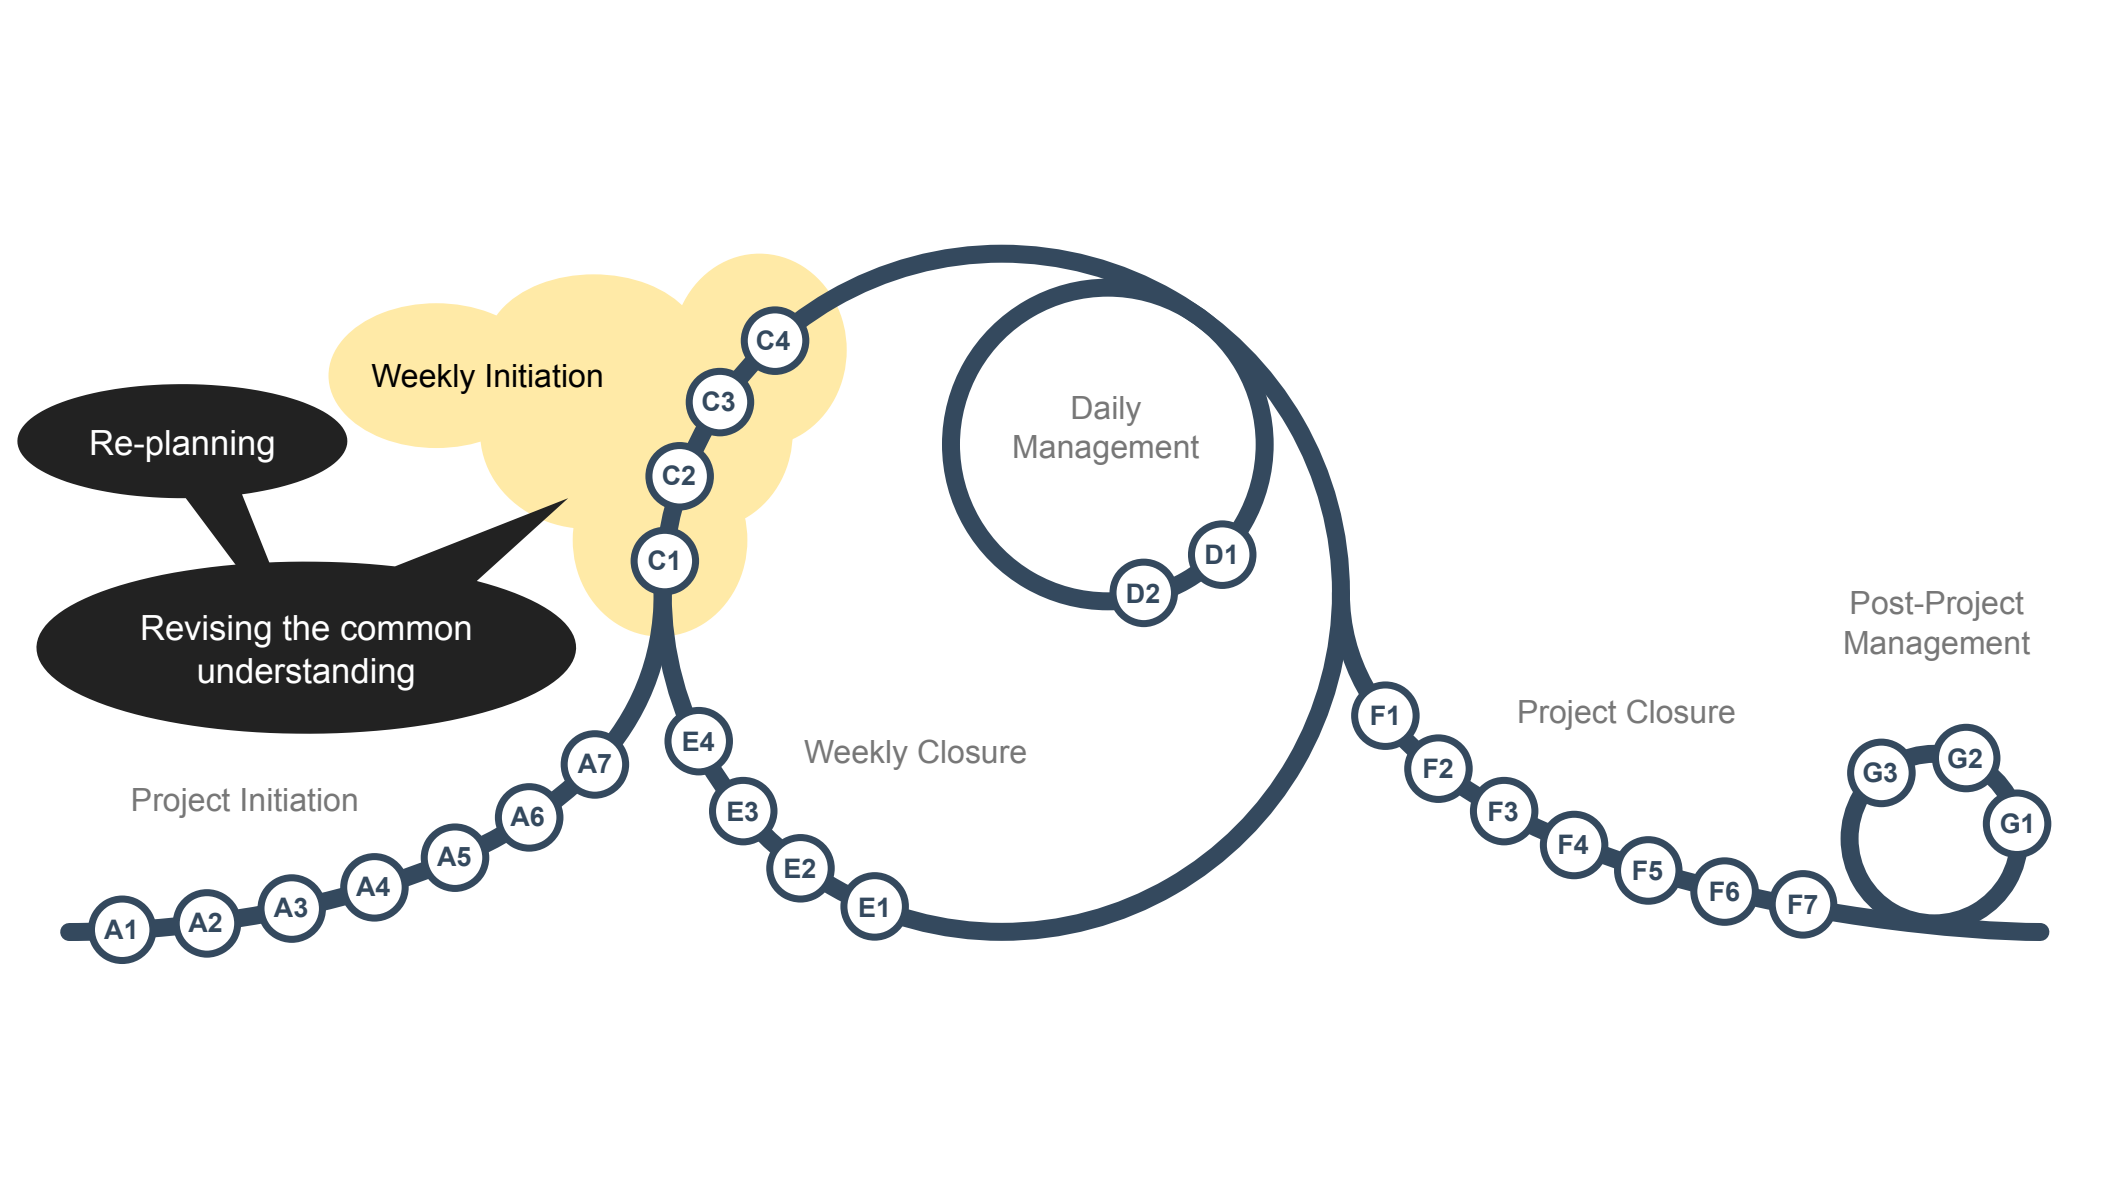 Weekly Initiation
Re-planning
Revising the common
understanding
Project Initiation
A1
A2
A3
A4
A5
A6
A7
C1
C2
C3
C4
Daily
Management
D1
D2
Weekly Closure
E1
E2
E3
E4
Project Closure
F1
F2
F3
F4
F5
F6
F7
Post-Project
Management
G1
G2
G3